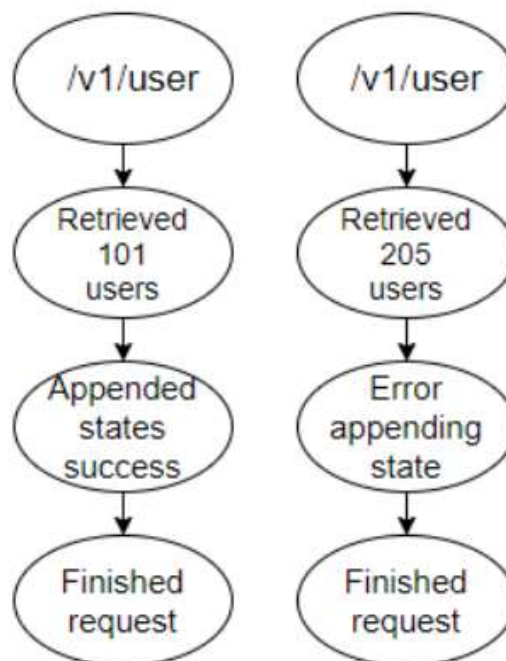 /v1/user
Retrieved
101
users
Appended
states
success
Finished
request
/v1/user
Retrieved
205
users
Error
appending
state
Finished
request